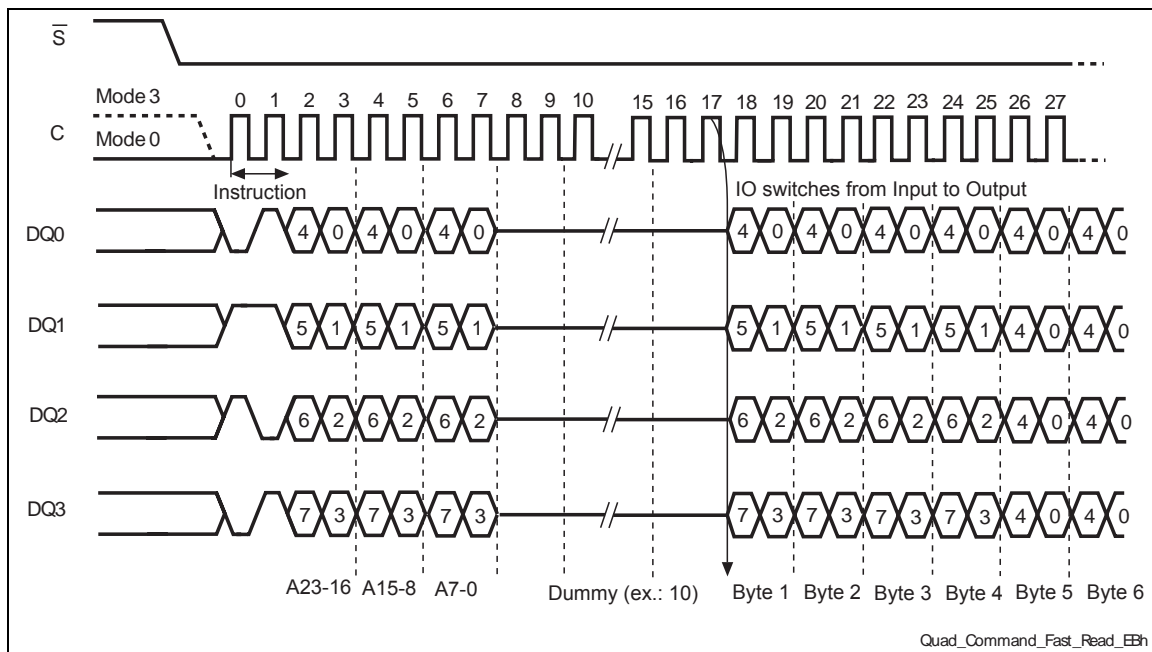 S
Mode 3
0 1 2 3 4 5 6 7 8 9 10 15 16 17 18 19 20 21 22 23 24 25 26 27
C
Mode 0
Instruction
IO switches from Input to Output
DQ0 4 0 4 0 4 0 4 0 4 0 4 0 4 0 4 0 4 0
DQ1 5 1 5 1 5 1 5 1 5 1 5 1 5 1 4 0 4 0
DQ2 6 2 6 2 6 2 6 2 6 2 6 2 6 2 4 0 4 0
DQ3 7 3 7 3 7 3 7 3 7 3 7 3 7 3 4 0 4 0
A23-16 A15-8 A7-0 Dummy (ex.: 10) Byte 1 Byte 2 Byte 3 Byte 4 Byte 5 Byte 6
Quad_Command_Fast_Read_EBh